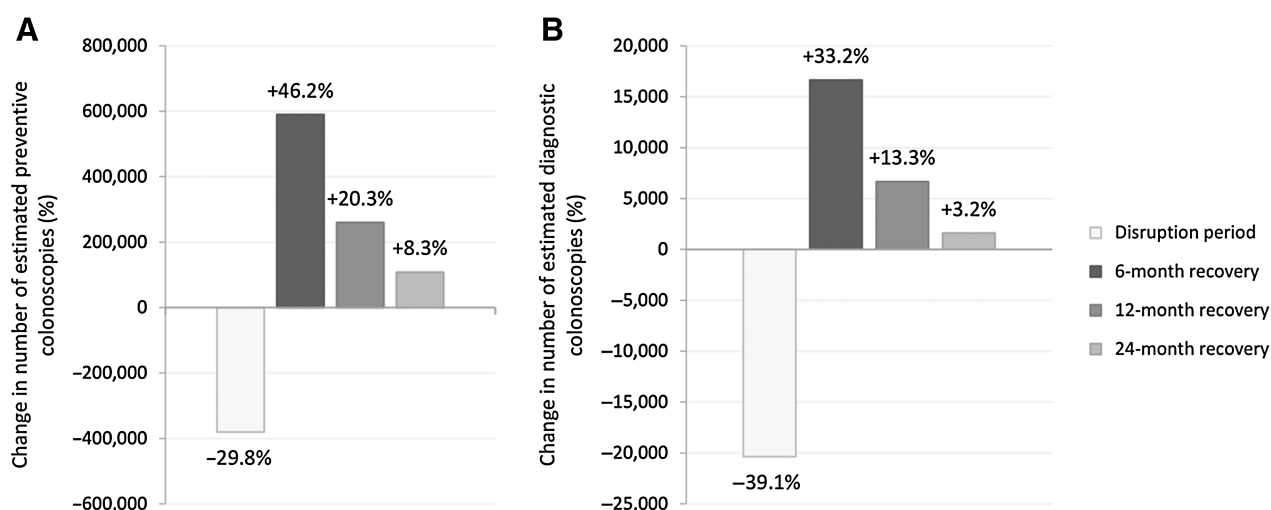 A
Change in number of estimated preventive
colonoscopies (%)
800,000
600,000
400,000
200,000
0
−200,000
−400,000
−600,000
+46.2%
+20.3%
+8.3%
−29.8%
B
Change in number of estimated diagnostic
colonoscopies (%)
20,000
15,000
10,000
5,000
0
−5,000
−10,000
−15,000
−20,000
−25,000
+33.2%
+13.3%
+3.2%
−39.1%
Disruption period
6-month recovery
12-month recovery
24-month recovery